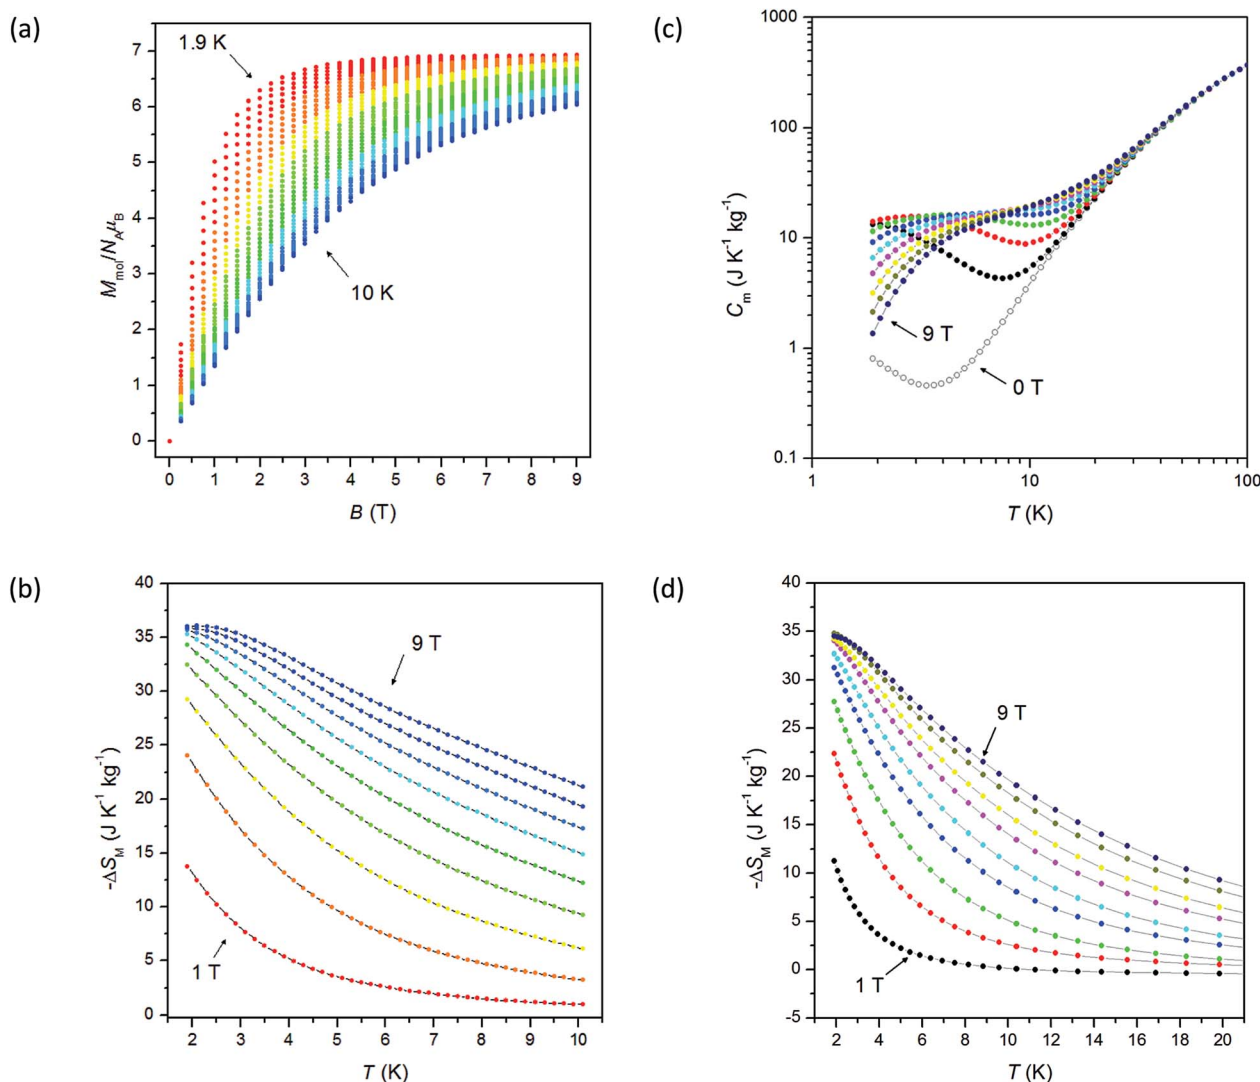 (a)
1.9 K
7
6
5
4
3
2
1
0
M_mol/N_Aμ_B
10 K
0 1 2 3 4 5 6 7 8 9
B (T)
(c)
1000
100
10
1
0.1
C_m (J K⁻¹ kg⁻¹)
9 T
0 T
1 10 100
T (K)
(b)
40
35
30
25
20
15
10
5
0
-ΔS_M (J K⁻¹ kg⁻¹)
9 T
1 T
2 3 4 5 6 7 8 9 10
T (K)
(d)
40
35
30
25
20
15
10
5
0
-5
-ΔS_M (J K⁻¹ kg⁻¹)
9 T
1 T
2 4 6 8 10 12 14 16 18 20
T (K)